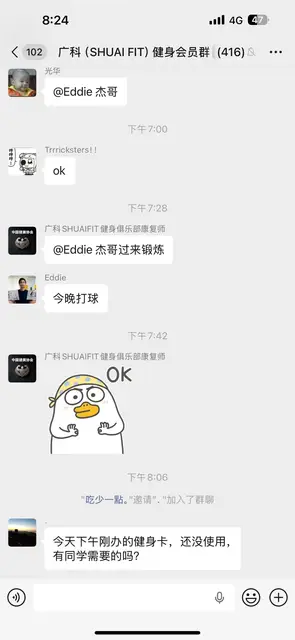 8:24
4G
47
102
广科（SHUAI FIT）健身会员群（416）
光华
@Eddie 杰哥
下午7:00
Trrricksters!!
ok
下午7:28
广科SHUAIFIT健身俱乐部康复师
@Eddie 杰哥过来锻炼
Eddie
今晚打球
下午7:42
广科SHUAIFIT健身俱乐部康复师
OK
下午8:06
"吃少一點。"邀请"."加入了群聊
.
今天下午刚办的健身卡，还没使用，
有同学需要的吗？